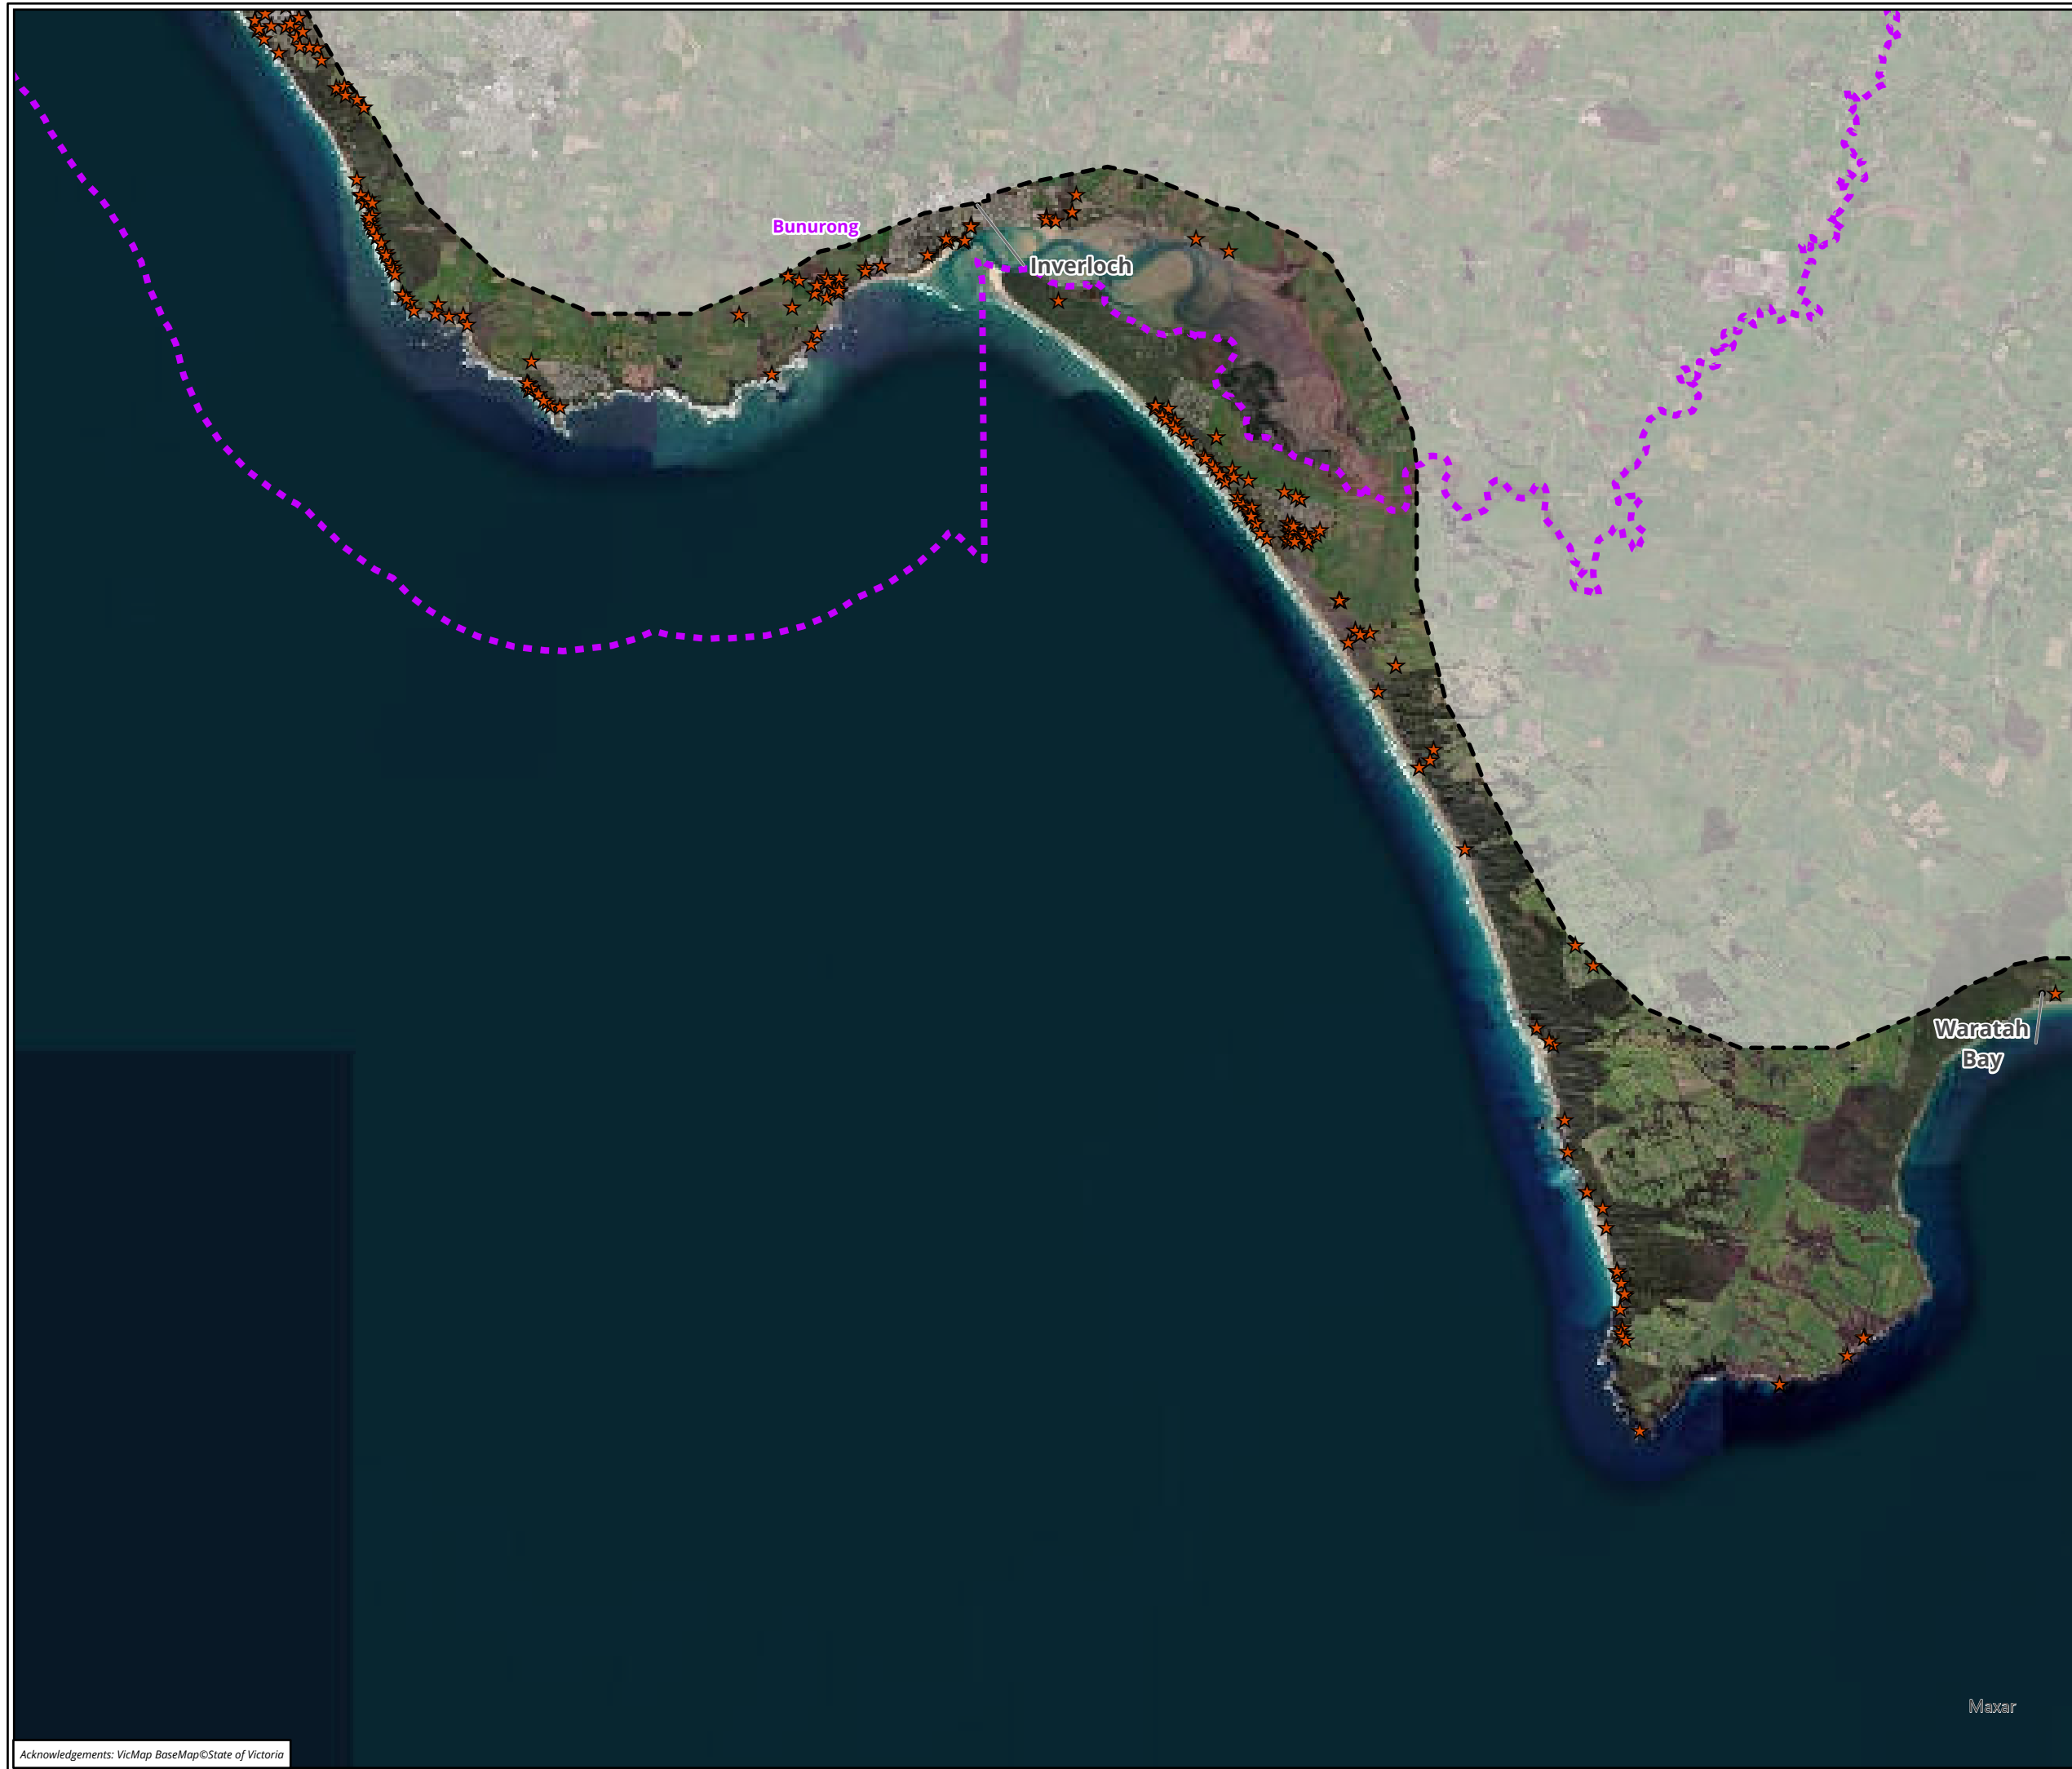 Bunurong
Inverloch
Waratah
Bay
Maxar
Acknowledgements: VicMap BaseMap©State of Victoria